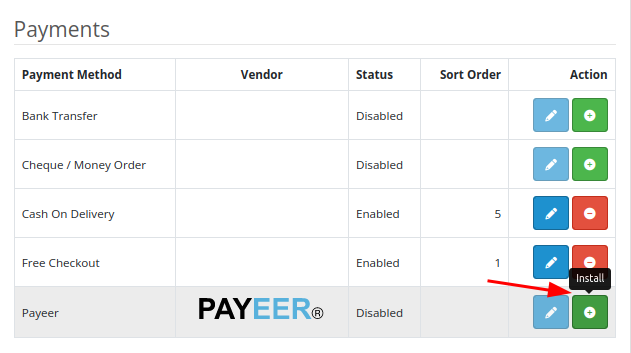 Payments
Payment Method Vendor Status Sort Order Action
Bank Transfer Disabled
Cheque / Money Order Disabled
Cash On Delivery Enabled 5
Free Checkout Enabled 1
Install
Payeer PAYEER® Disabled